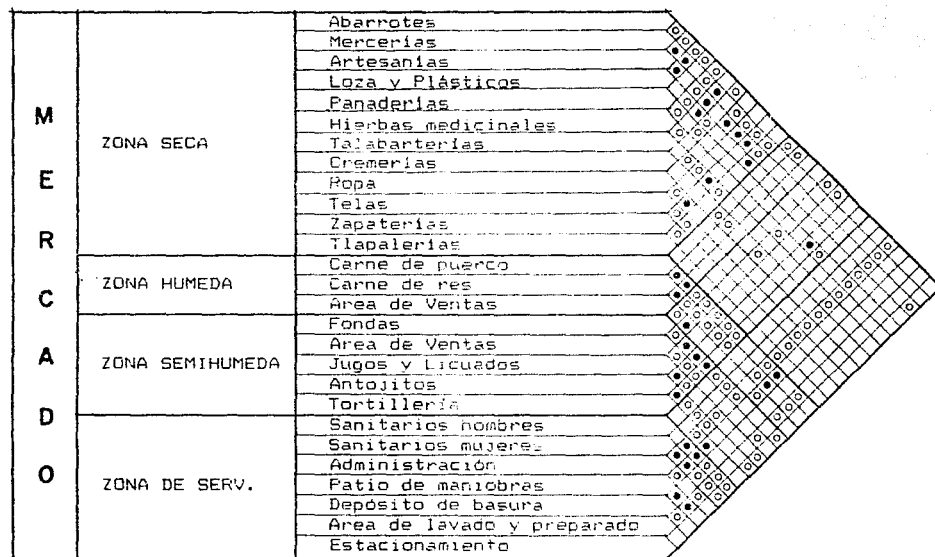 MERCADO
ZONA SECA
Abarrotes
Mercerías
Artesanías
Loza y Plásticos
Panaderías
Hierbas medicinales
Talabarterías
Cremerías
Ropa
Telas
Zapaterías
Tlapalerías
ZONA HUMEDA
Carne de puerco
Carne de res
Area de Ventas
ZONA SEMIHUMEDA
Fondas
Area de Ventas
Jugos y Licuados
Antojitos
Tortillería
ZONA DE SERV.
Sanitarios hombres
Sanitarios mujeres
Administración
Patio de maniobras
Depósito de basura
Area de lavado y preparado
Estacionamiento